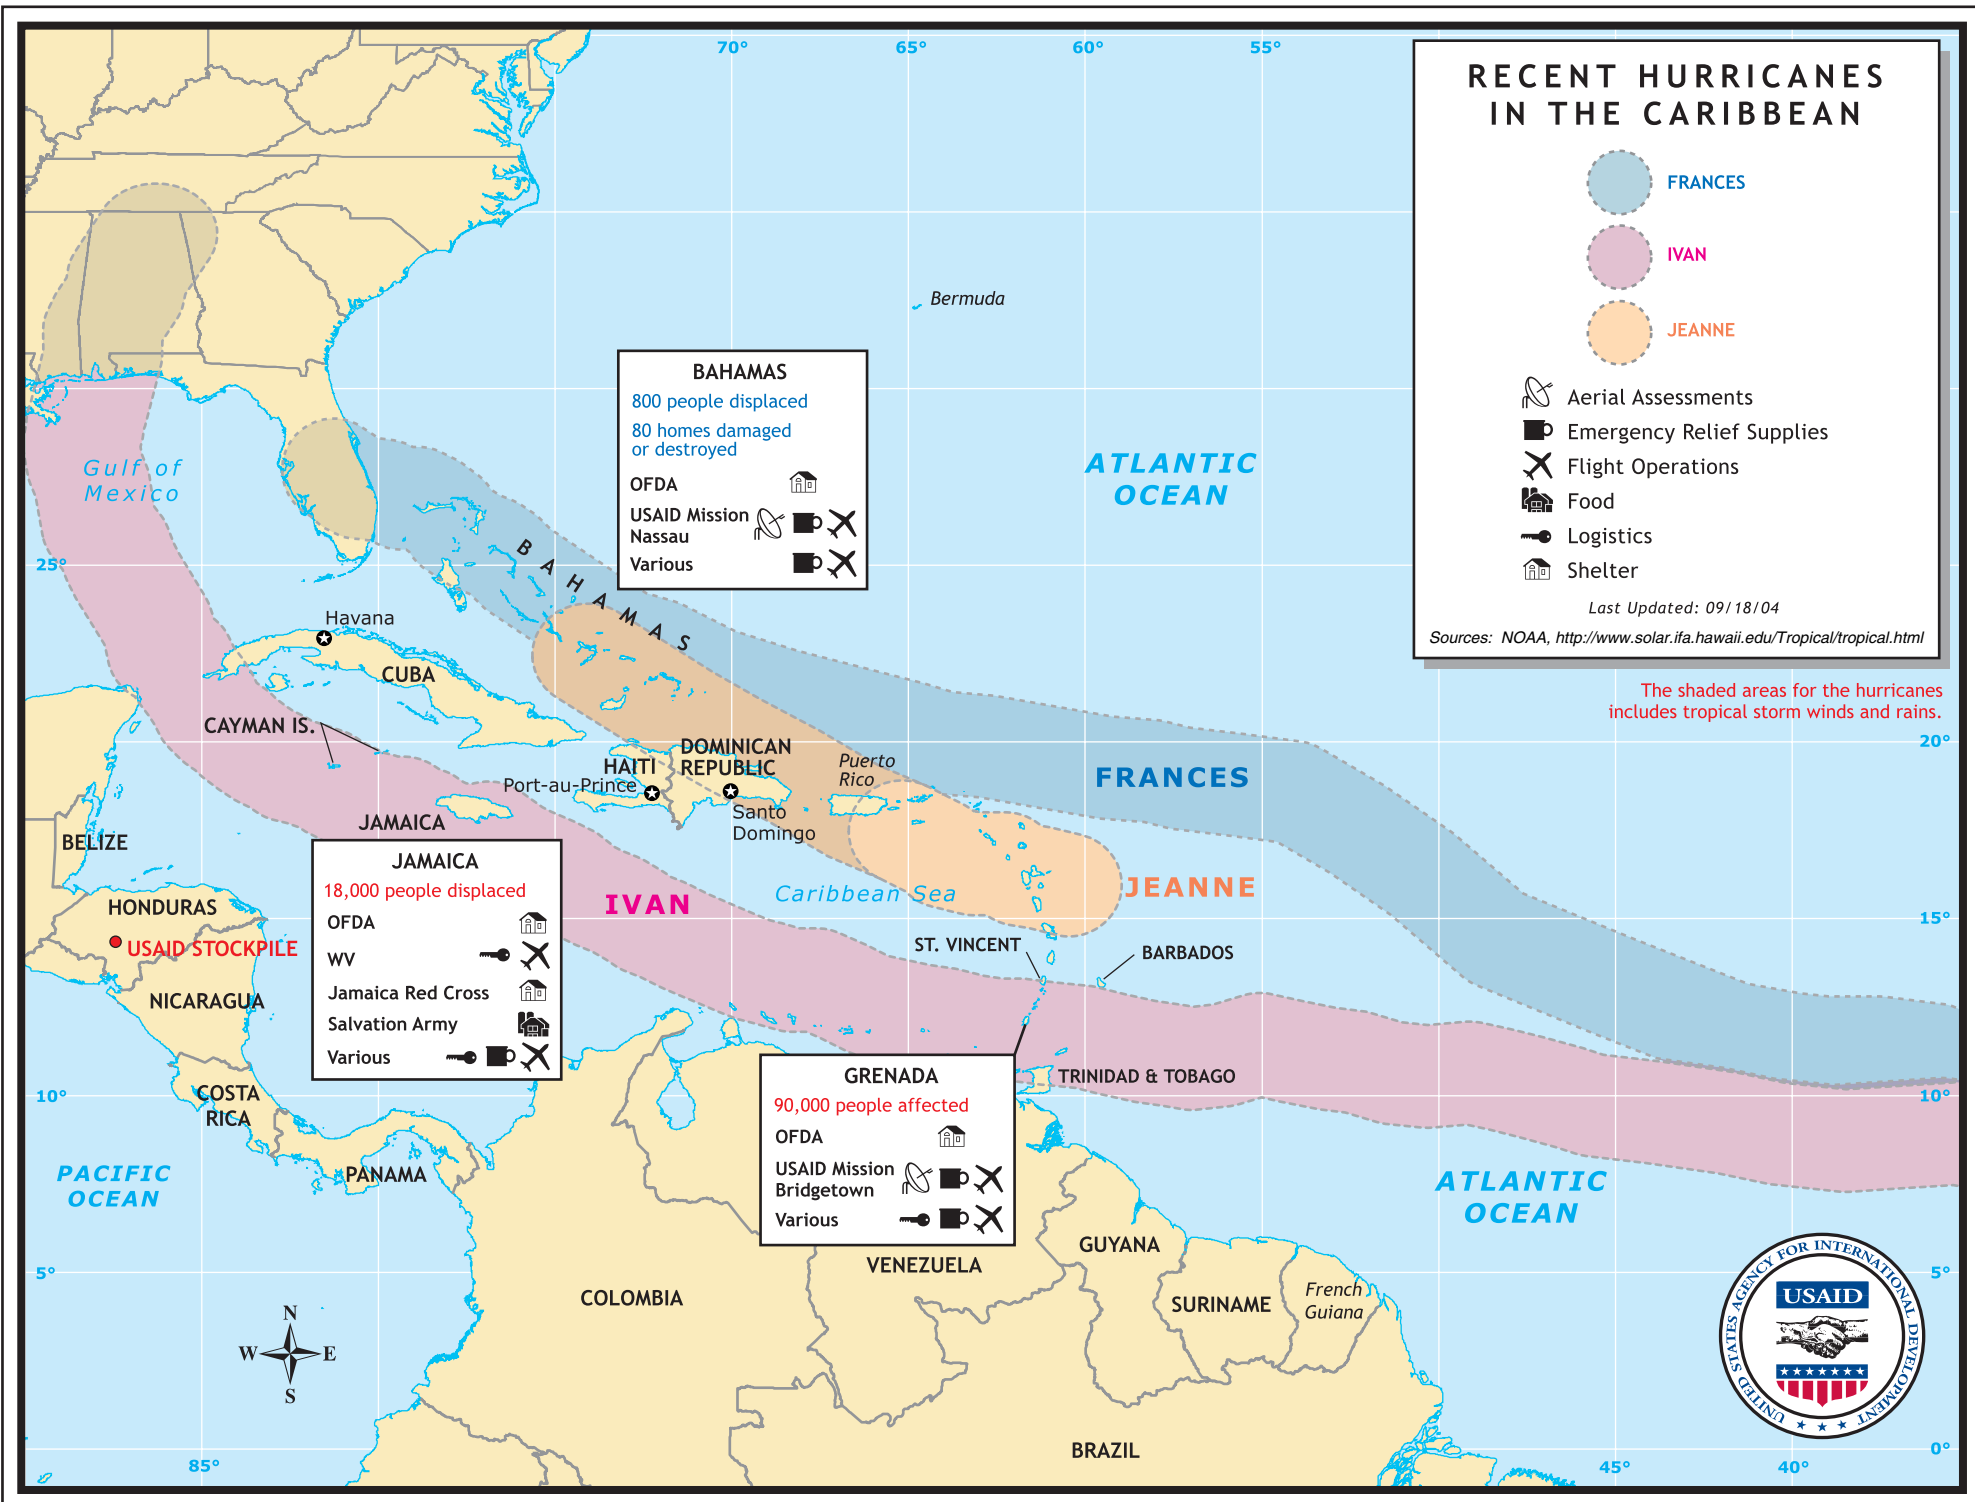 70°
65°
60°
55°
RECENT HURRICANES
IN THE CARIBBEAN
FRANCES
IVAN
JEANNE
Aerial Assessments
Emergency Relief Supplies
Flight Operations
Food
Logistics
Shelter
Last Updated: 09/18/04
Sources: NOAA, http://www.solar.ifa.hawaii.edu/Tropical/tropical.html
The shaded areas for the hurricanes
includes tropical storm winds and rains.
Bermuda
BAHAMAS
800 people displaced
80 homes damaged
or destroyed
OFDA
USAID Mission
Nassau
Various
ATLANTIC
OCEAN
Gulf of
Mexico
BAHAMAS
25°
Havana
CUBA
CAYMAN IS.
DOMINICAN
REPUBLIC
HAITI
Port-au-Prince
Santo
Domingo
Puerto
Rico
20°
FRANCES
JAMAICA
BELIZE
JAMAICA
18,000 people displaced
OFDA
WV
Jamaica Red Cross
Salvation Army
Various
IVAN
Caribbean Sea
JEANNE
15°
HONDURAS
USAID STOCKPILE
NICARAGUA
ST. VINCENT
BARBADOS
GRENADA
90,000 people affected
OFDA
USAID Mission
Bridgetown
Various
TRINIDAD & TOBAGO
10°
10°
COSTA
RICA
PANAMA
PACIFIC
OCEAN
ATLANTIC
OCEAN
GUYANA
VENEZUELA
COLOMBIA
SURINAME
French
Guiana
5°
5°
N
W
E
S
UNITED STATES AGENCY FOR INTERNATIONAL DEVELOPMENT
USAID
BRAZIL
0°
85°
45°
40°